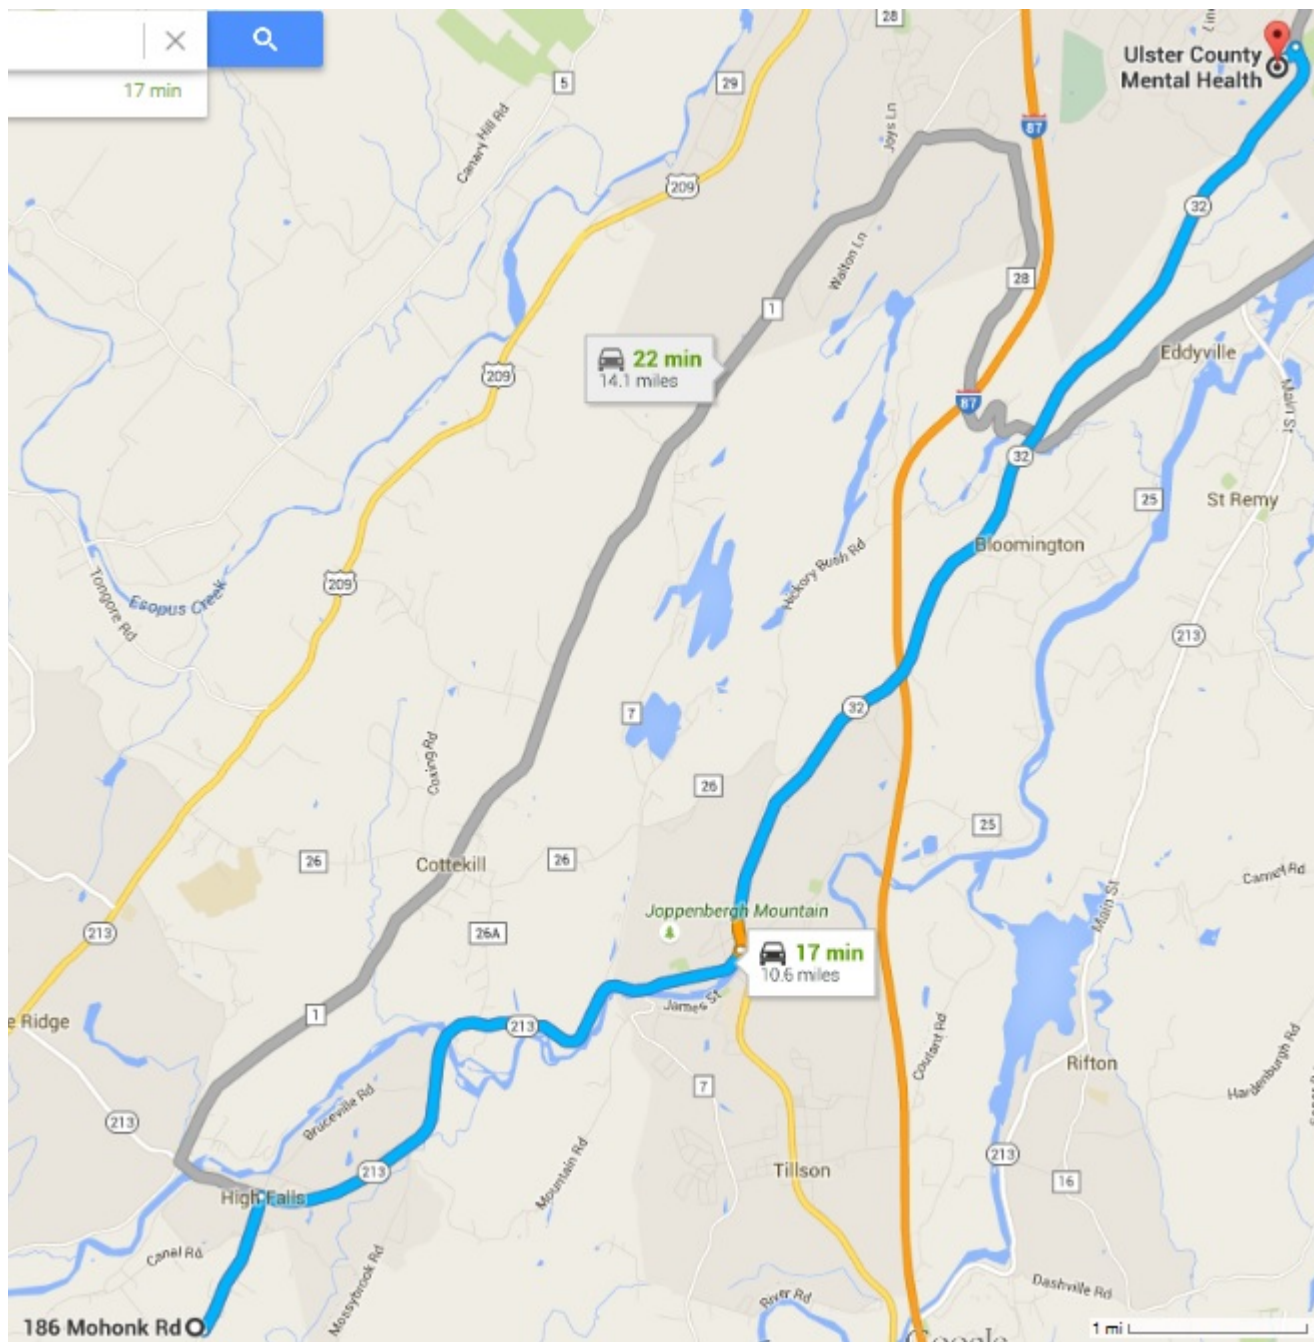 17 min
28
Ulster County
Mental Health
5
29
Canary Hill Rd
Joys Ln
87
209
32
Walton Ln
28
1
22 min
14.1 miles
Eddyville
209
87
Main St
32
25
St Remy
Bloomington
Hickory Bush Rd
209
Esopus Creek
Tongore Rd
213
32
7
Coxing Rd
26
25
26
Cottekill
26
Main St
Joppenbergh Mountain
213
26A
17 min
10.6 miles
James St
e Ridge
1
213
Coutant Rd
Rifton
Hardenburgh Rd
7
Bruceville Rd
213
213
213
Tillson
16
High Falls
Mountain Rd
Canal Rd
Mossybrook Rd
Dashville Rd
River Rd
186 Mohonk Rd
Google
1 mi